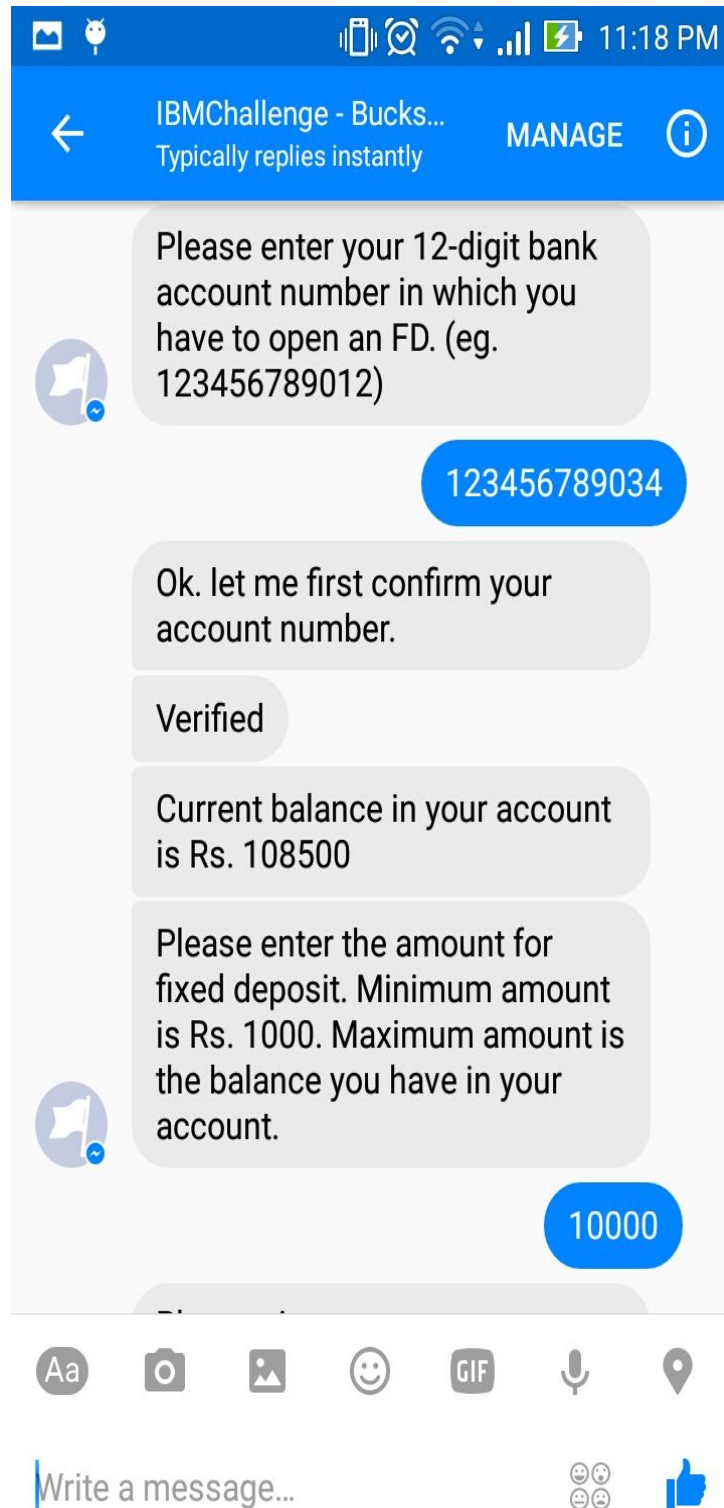 11:18 PM
IBMChallenge - Bucks...
Typically replies instantly
MANAGE
Please enter your 12-digit bank
account number in which you
have to open an FD. (eg.
123456789012)
123456789034
Ok. let me first confirm your
account number.
Verified
Current balance in your account
is Rs. 108500
Please enter the amount for
fixed deposit. Minimum amount
is Rs. 1000. Maximum amount is
the balance you have in your
account.
10000
Aa
GIF
Write a message...